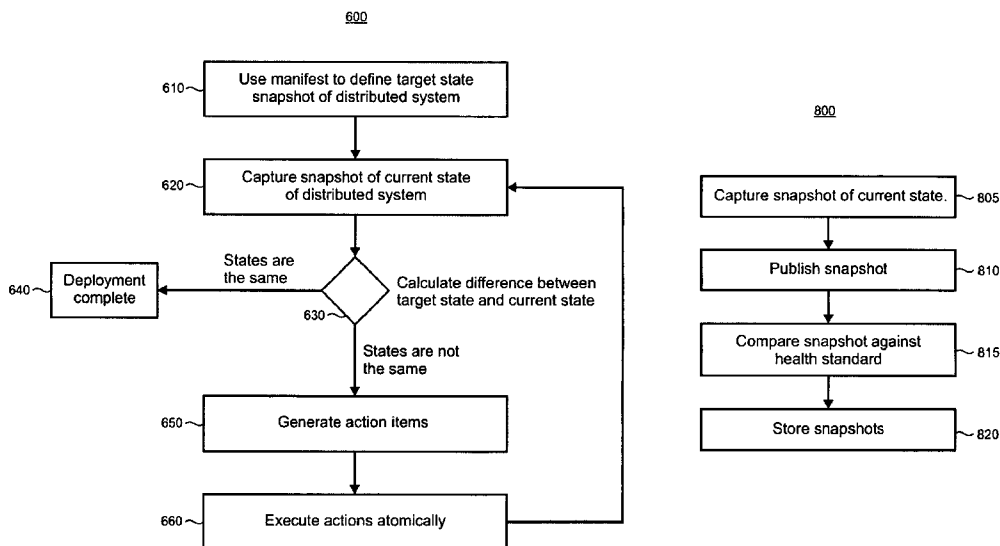 600
610
Use manifest to define target state
snapshot of distributed system
620
Capture snapshot of current state
of distributed system
States are
the same
640
Deployment
complete
630
Calculate difference between
target state and current state
States are not
the same
650
Generate action items
660
Execute actions atomically
800
Capture snapshot of current state.
805
Publish snapshot
810
Compare snapshot against
health standard
815
Store snapshots
820